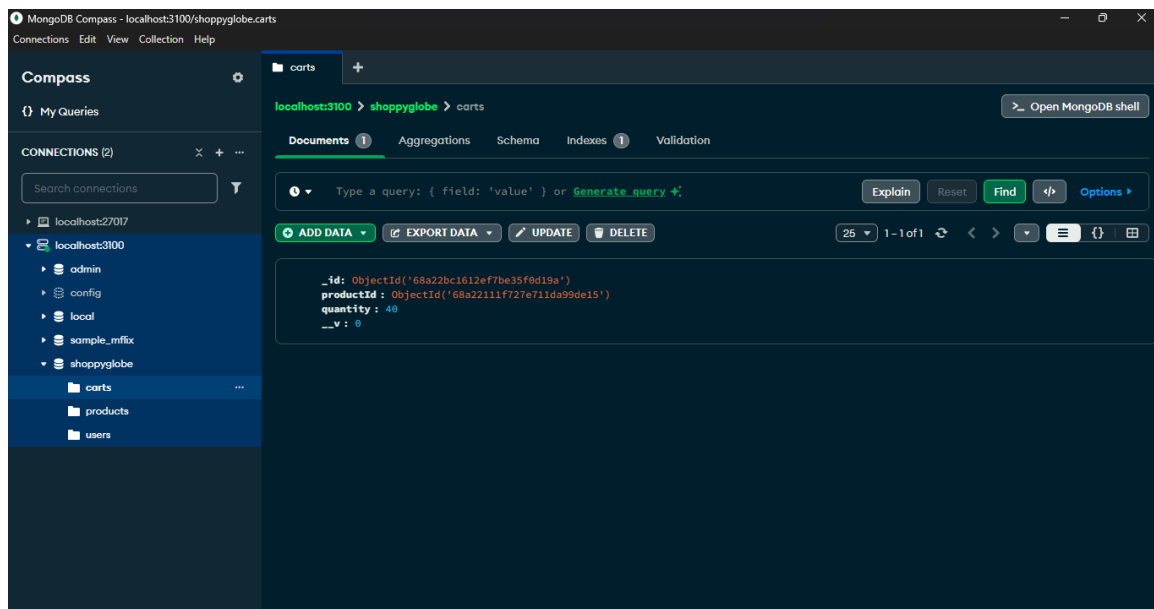 MongoDB Compass - localhost:3100/shoppyglobe.carts
Connections Edit View Collection Help
Compass
{} My Queries
CONNECTIONS (2)
Search connections
localhost:27017
localhost:3100
admin
config
local
sample_mflix
shoppyglobe
carts
products
users
carts
localhost:3100 > shoppyglobe > carts
>_ Open MongoDB shell
Documents 1 Aggregations Schema Indexes 1 Validation
Type a query: { field: 'value' } or Generate query
Explain Reset Find </> Options
ADD DATA EXPORT DATA UPDATE DELETE
25 1-1 of 1 {}
_id: ObjectId('68a22bc1612ef7be35f0d19a')
productId : ObjectId('68a22111f727e711da99de15')
quantity : 40
__v : 0